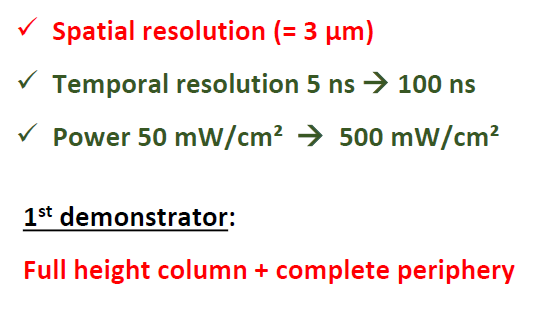 ✓ Spatial resolution (= 3 µm)
✓ Temporal resolution 5 ns → 100 ns
✓ Power 50 mW/cm² → 500 mW/cm²
1st demonstrator:
Full height column + complete periphery